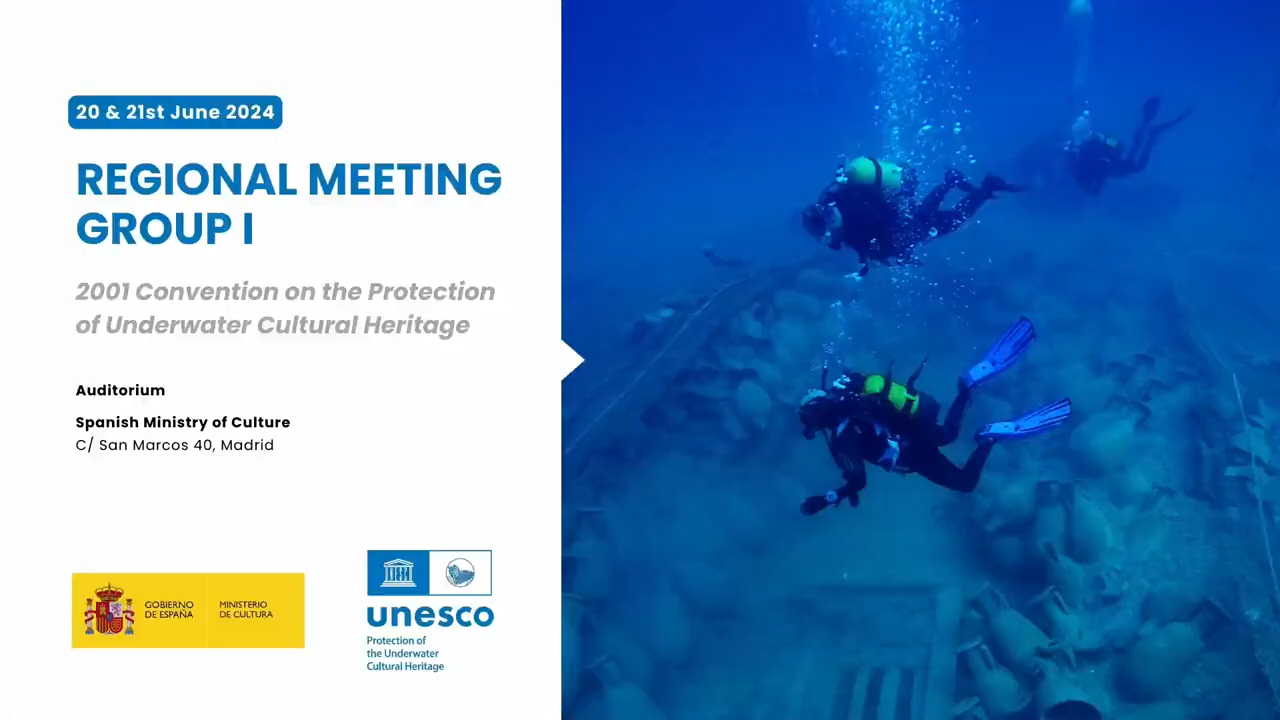 20 & 21st June 2024
REGIONAL MEETING
GROUP I
2001 Convention on the Protection
of Underwater Cultural Heritage
Auditorium
Spanish Ministry of Culture
C/ San Marcos 40, Madrid
GOBIERNO
DE ESPAÑA
MINISTERIO
DE CULTURA
unesco
Protection of
the Underwater
Cultural Heritage